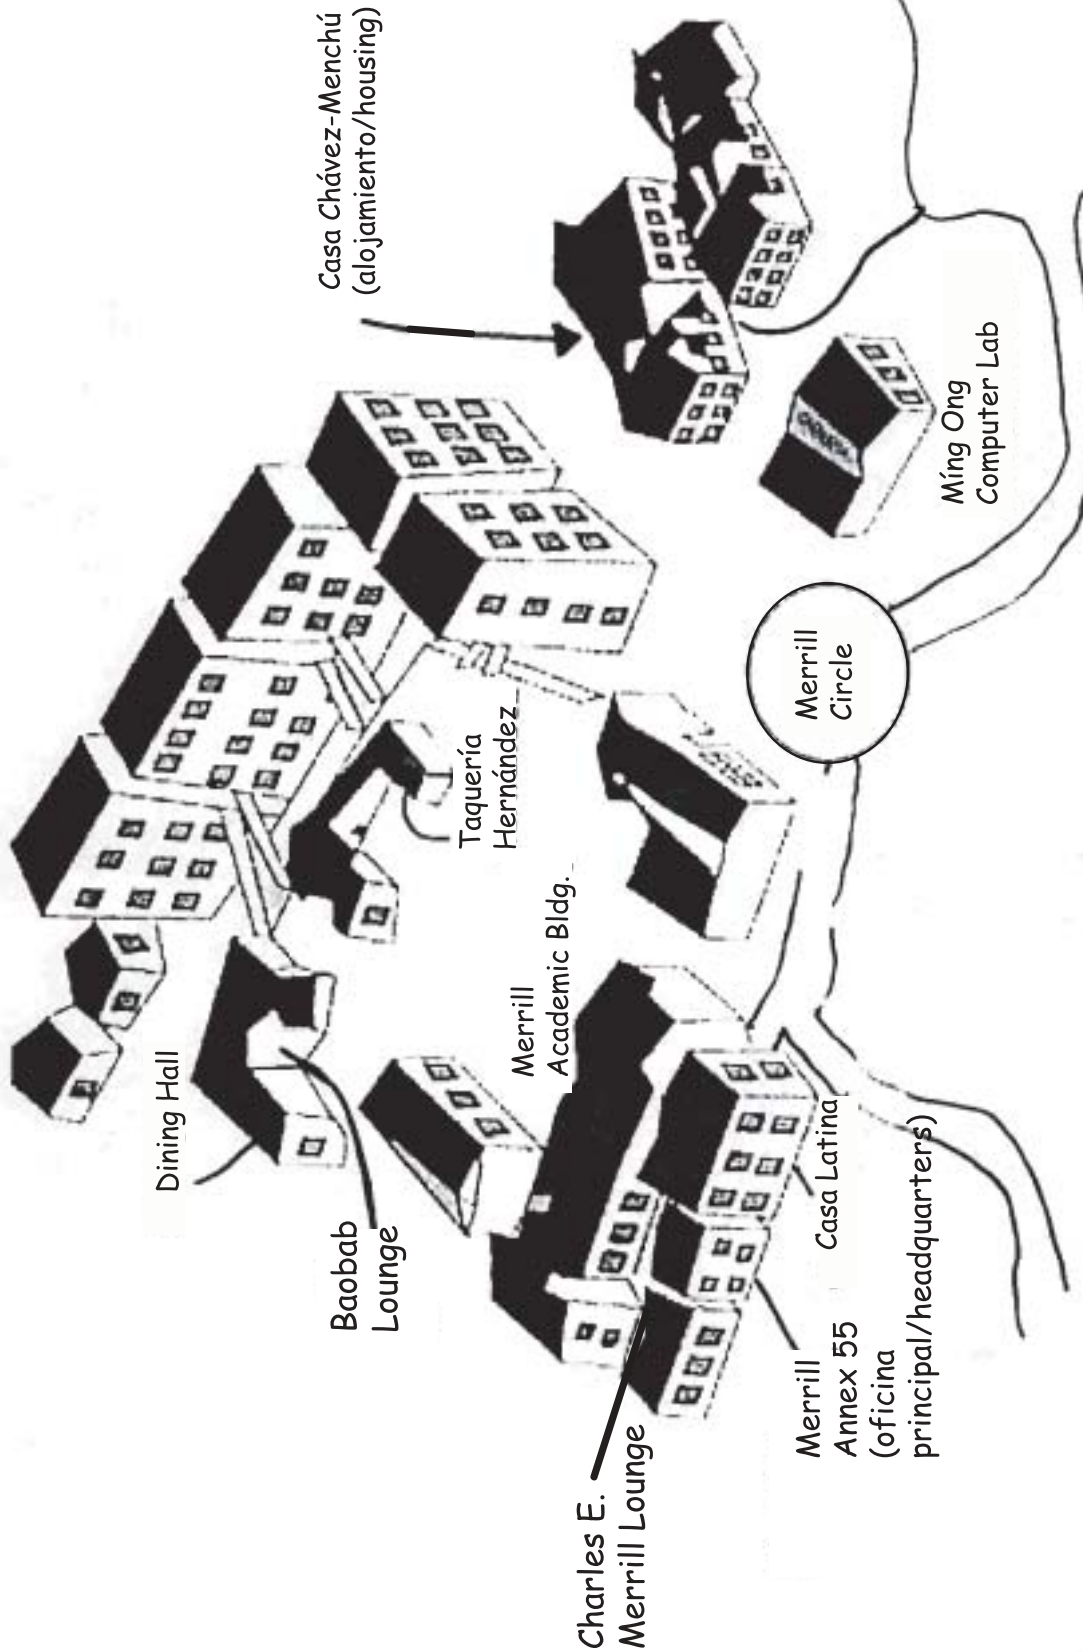 Dining Hall
Casa Chávez-Menchú
(alojamiento/housing)
Baobab
Lounge
Taquería
Hernández
Merrill
Academic Bldg.
Charles E.
Merrill Lounge
Merrill
Annex 55
(oficina
principal/headquarters)
Casa Latina
Merrill
Circle
Ming Ong
Computer Lab